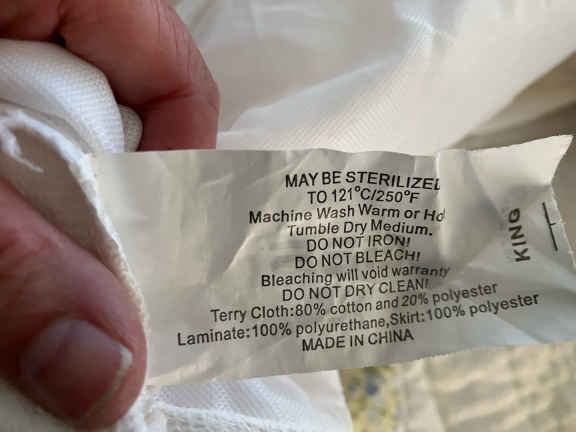 MAY BE STERILIZED
TO 121°C/250°F
Machine Wash Warm or Hot
Tumble Dry Medium.
DO NOT IRON!
DO NOT BLEACH!
Bleaching will void warranty
DO NOT DRY CLEAN!
Terry Cloth:80% cotton and 20% polyester
Laminate:100% polyurethane,Skirt:100% polyester
MADE IN CHINA
KING